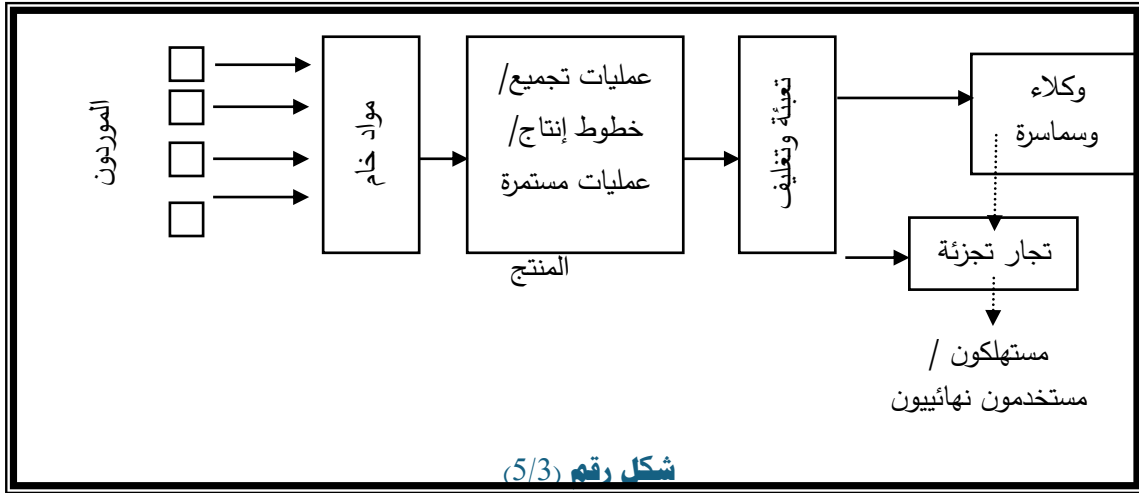 الموردون
مواد خام
عمليات تجميع/
خطوط إنتاج/
عمليات مستمرة
المنتج
تعبئة وتغليف
وكلاء
وسماسرة
تجار تجزئة
مستهلكون /
مستخدمون نهائييون
شكل رقم (5/3)